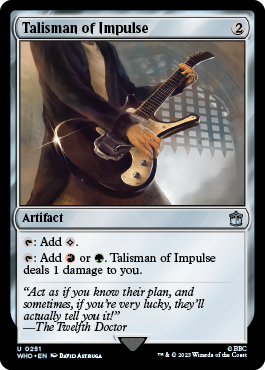 Talisman of Impulse 2
Artifact
: Add .
: Add or . Talisman of Impulse
deals 1 damage to you.
“Act as if you know their plan, and
sometimes, if you’re very lucky, they’ll
actually tell you it!”
—The Twelfth Doctor
U 0251
WHO • EN DAVID ASTRUGA
© BBC
™ & © 2023 Wizards of the Coast